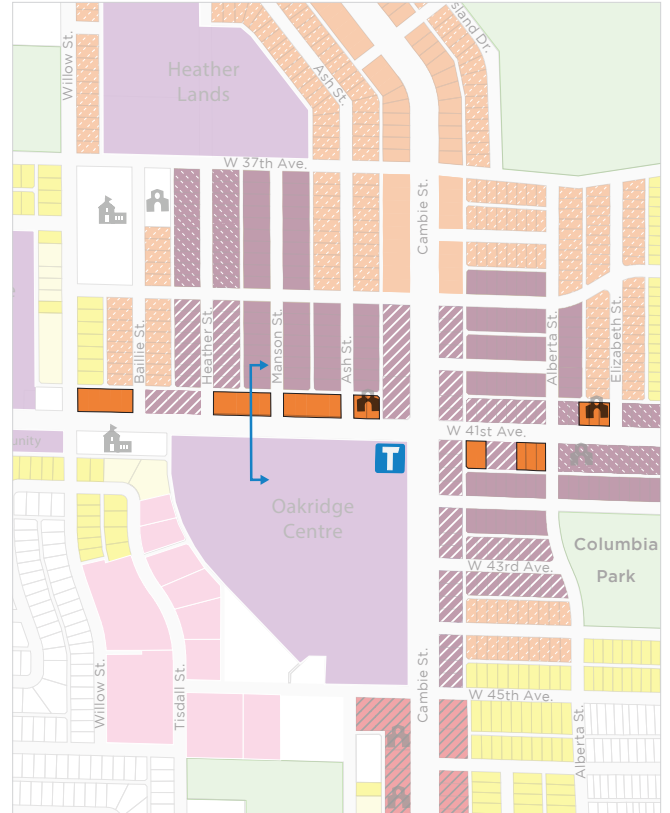 Willow St.
sland Dr.
Heather
Lands
Ash St.
W 37th Ave.
Cambie St.
Baillie St.
Heather St.
Manson St.
Ash St.
Alberta St.
Elizabeth St.
W 41st Ave.
unity
T
Oakridge
Centre
Columbia
Park
W 43rd Ave.
Willow St.
Tisdall St.
Cambie St.
W 45th Ave.
Alberta St.